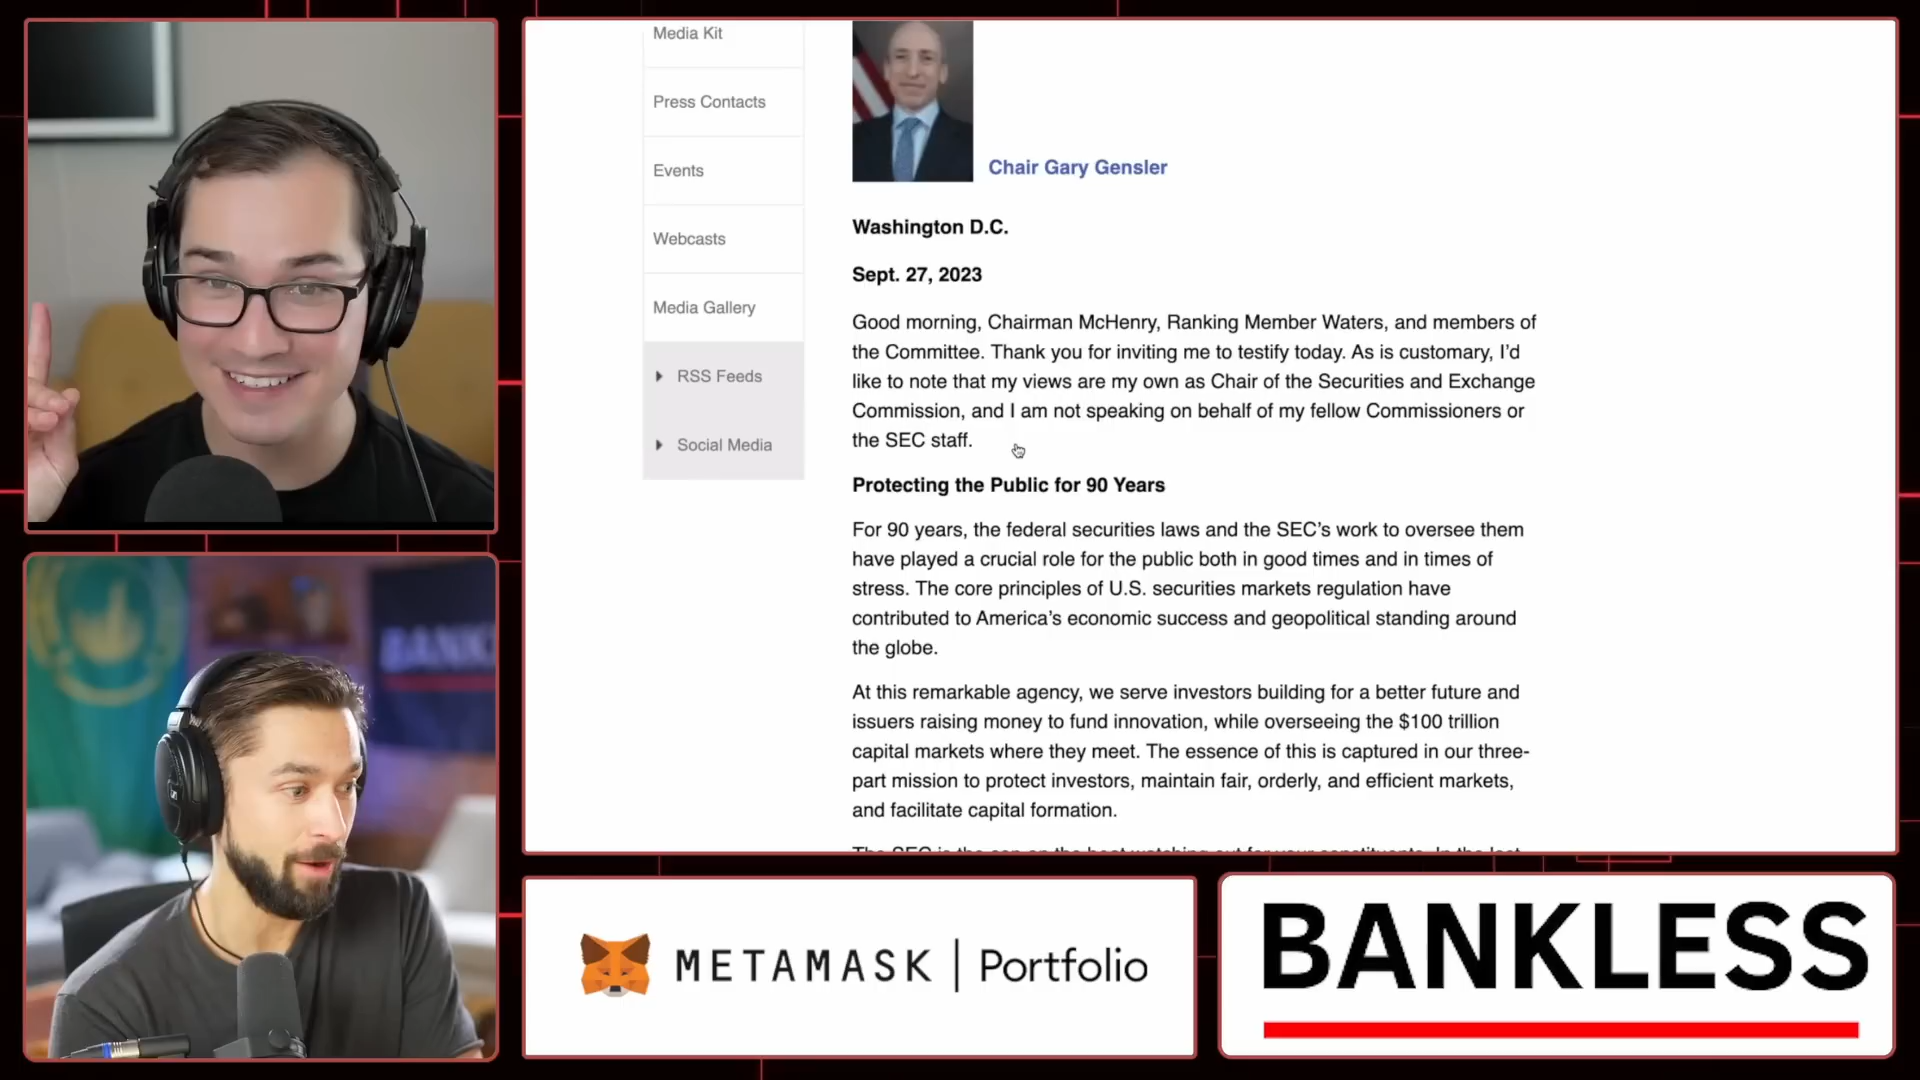 Media Kit
Press Contacts
Events
Webcasts
Media Gallery
RSS Feeds
Social Media
Chair Gary Gensler
Washington D.C.
Sept. 27, 2023
Good morning, Chairman McHenry, Ranking Member Waters, and members of
the Committee. Thank you for inviting me to testify today. As is customary, I’d
like to note that my views are my own as Chair of the Securities and Exchange
Commission, and I am not speaking on behalf of my fellow Commissioners or
the SEC staff.
Protecting the Public for 90 Years
For 90 years, the federal securities laws and the SEC’s work to oversee them
have played a crucial role for the public both in good times and in times of
stress. The core principles of U.S. securities markets regulation have
contributed to America’s economic success and geopolitical standing around
the globe.
At this remarkable agency, we serve investors building for a better future and
issuers raising money to fund innovation, while overseeing the $100 trillion
capital markets where they meet. The essence of this is captured in our three-
part mission to protect investors, maintain fair, orderly, and efficient markets,
and facilitate capital formation.
BANK
METAMASK | Portfolio
BANKLESS